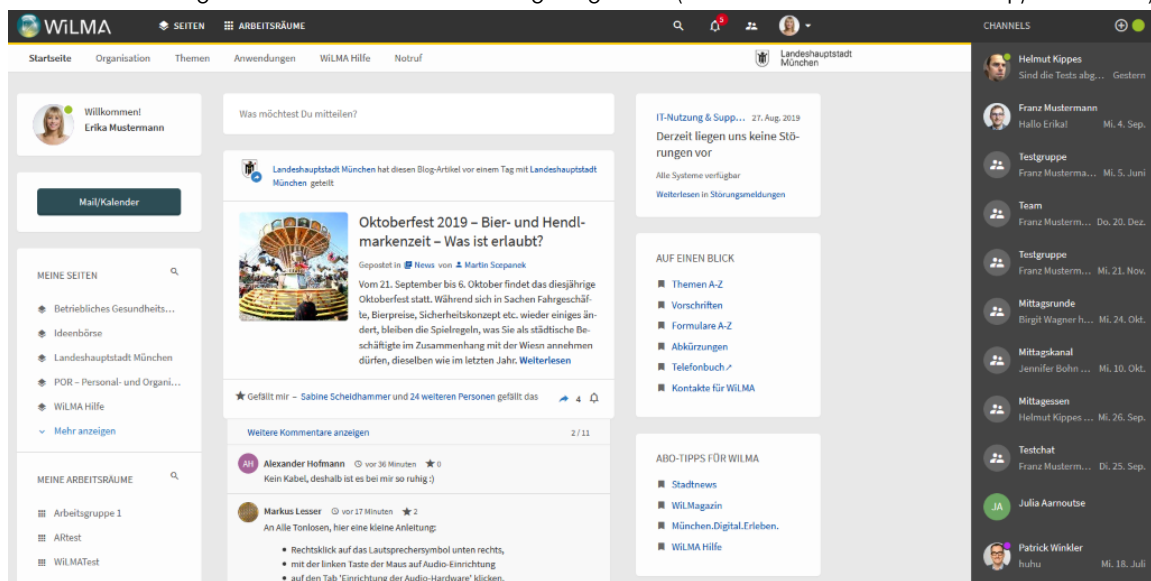 WiLMA
SEITEN
ARBEITSRÄUME
5
CHANNELS
Startseite
Organisation
Themen
Anwendungen
WiLMA Hilfe
Notruf
Landeshauptstadt
München
Willkommen!
Erika Mustermann
Mail/Kalender
MEINE SEITEN
Betriebliches Gesundheits...
Ideenbörse
Landeshauptstadt München
POR – Personal- und Organi...
WiLMA Hilfe
Mehr anzeigen
MEINE ARBEITSRÄUME
Arbeitsgruppe 1
ARtest
WiLMATest
Was möchtest Du mitteilen?
Landeshauptstadt München hat diesen Blog-Artikel vor einem Tag mit Landeshauptstadt
München geteilt
Oktoberfest 2019 – Bier- und Hendl-
markenzeit – Was ist erlaubt?
Gepostet in News von Martin Scepanek
Vom 21. September bis 6. Oktober findet das diesjährige
Oktoberfest statt. Während sich in Sachen Fahrgeschäf-
te, Bierpreise, Sicherheitskonzept etc. wieder einiges än-
dert, bleiben die Spielregeln, was Sie als städtische Be-
schäftigte im Zusammenhang mit der Wiesn annehmen
dürfen, dieselben wie im letzten Jahr. Weiterlesen
Gefällt mir – Sabine Scheidhammer und 24 weiteren Personen gefällt das
4
Weitere Kommentare anzeigen 2/11
AH Alexander Hofmann vor 36 Minuten 0
Kein Kabel, deshalb ist es bei mir so ruhig :)
Markus Lesser vor 17 Minuten 2
An Alle Tonlosen, hier eine kleine Anleitung:
• Rechtsklick auf das Lautsprechersymbol unten rechts,
• mit der linken Taste der Maus auf Audio-Einrichtung
• auf den Tab 'Einrichtung der Audio-Hardware' klicken.
IT-Nutzung & Supp... 27. Aug. 2019
Derzeit liegen uns keine Stö-
rungen vor
Alle Systeme verfügbar
Weiterlesen in Störungsmeldungen
AUF EINEN BLICK
Themen A-Z
Vorschriften
Formulare A-Z
Abkürzungen
Telefonbuch↗
Kontakte für WiLMA
ABO-TIPPS FÜR WILMA
Stadtnews
WiLMagazin
München.Digital.Erleben.
WiLMA Hilfe
Helmut Kippes
Sind die Tests abg... Gestern
Franz Mustermann
Hallo Erika! Mi. 4. Sep.
Testgruppe
Franz Musterma... Mi. 5. Juni
Team
Franz Musterm... Do. 20. Dez.
Testgruppe
Franz Musterm... Mi. 21. Nov.
Mittagsrunde
Birgit Wagner h... Mi. 24. Okt.
Mittagskanal
Jennifer Bohn ... Mi. 10. Okt.
Mittagessen
Helmut Kippes ... Mi. 26. Sep.
Testchat
Franz Musterm... Di. 25. Sep.
JA Julia Aarnoutse
Patrick Winkler
huhu Mi. 18. Juli